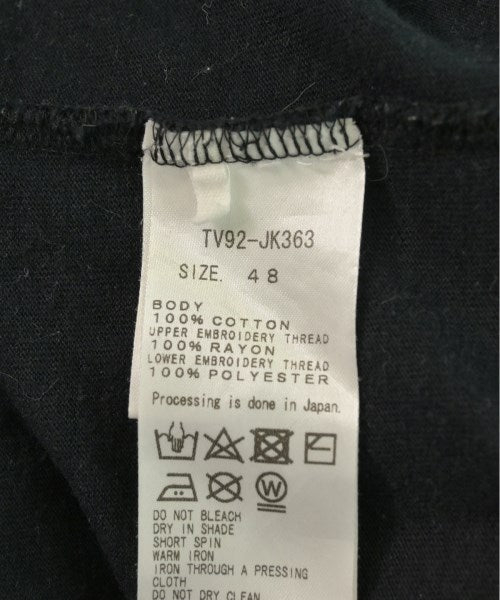 TV92-JK363
SIZE. 48
BODY
100% COTTON
UPPER EMBROIDERY THREAD
100% RAYON
LOWER EMBROIDERY THREAD
100% POLYESTER
Processing is done in Japan.
W
DO NOT BLEACH
DRY IN SHADE
SHORT SPIN
WARM IRON
IRON THROUGH A PRESSING
CLOTH
DO NOT DRY CLEAN